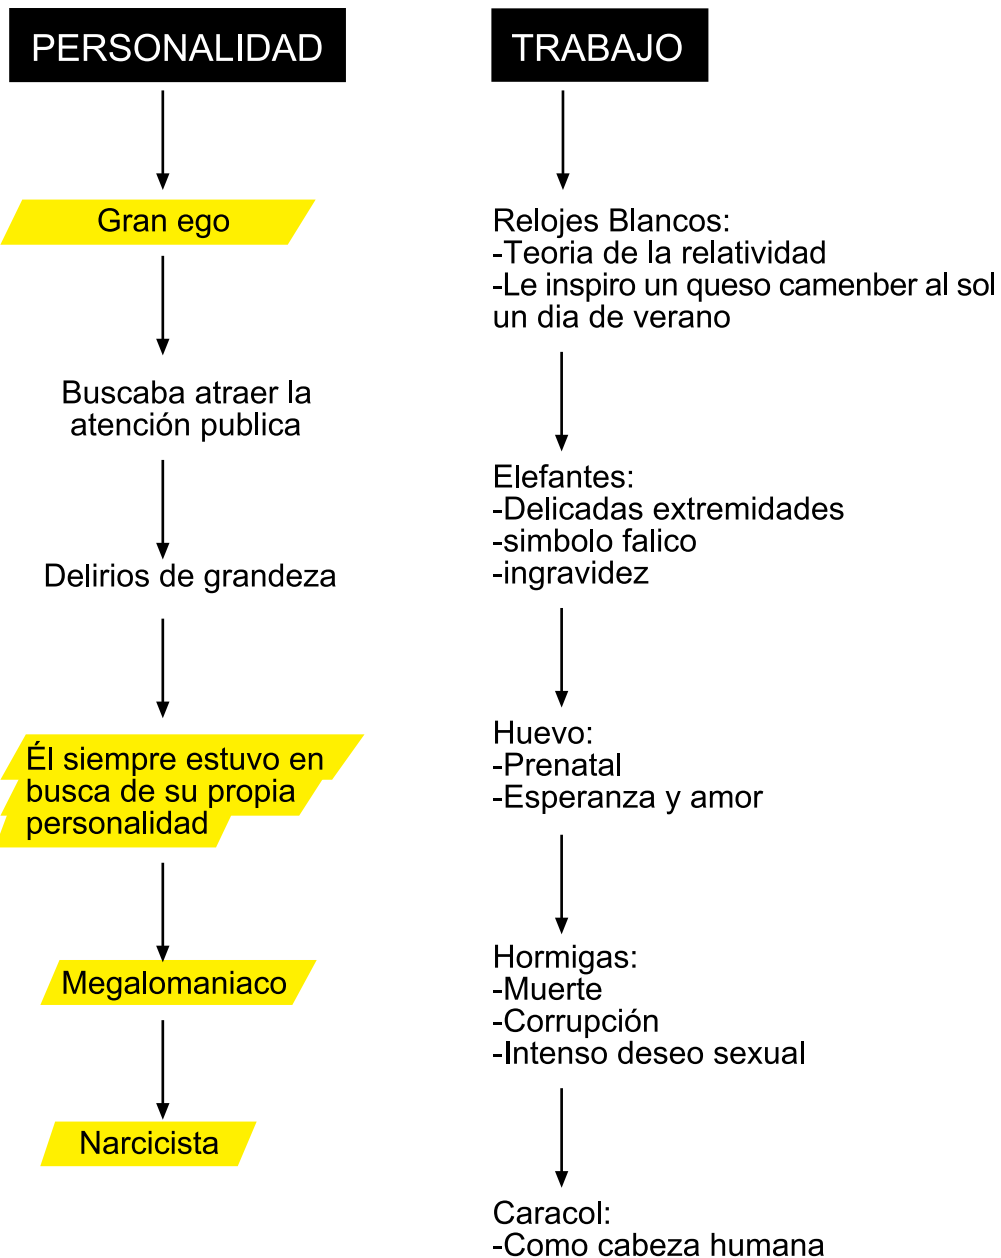 PERSONALIDAD
Gran ego
Buscaba atraer la
atención publica
Delirios de grandeza
Él siempre estuvo en
busca de su propia
personalidad
Megalomaniaco
Narcicista
TRABAJO
Relojes Blancos:
-Teoria de la relatividad
-Le inspiro un queso camenber al sol
un dia de verano
Elefantes:
-Delicadas extremidades
-simbolo falico
-ingravidez
Huevo:
-Prenatal
-Esperanza y amor
Hormigas:
-Muerte
-Corrupción
-Intenso deseo sexual
Caracol:
-Como cabeza humana